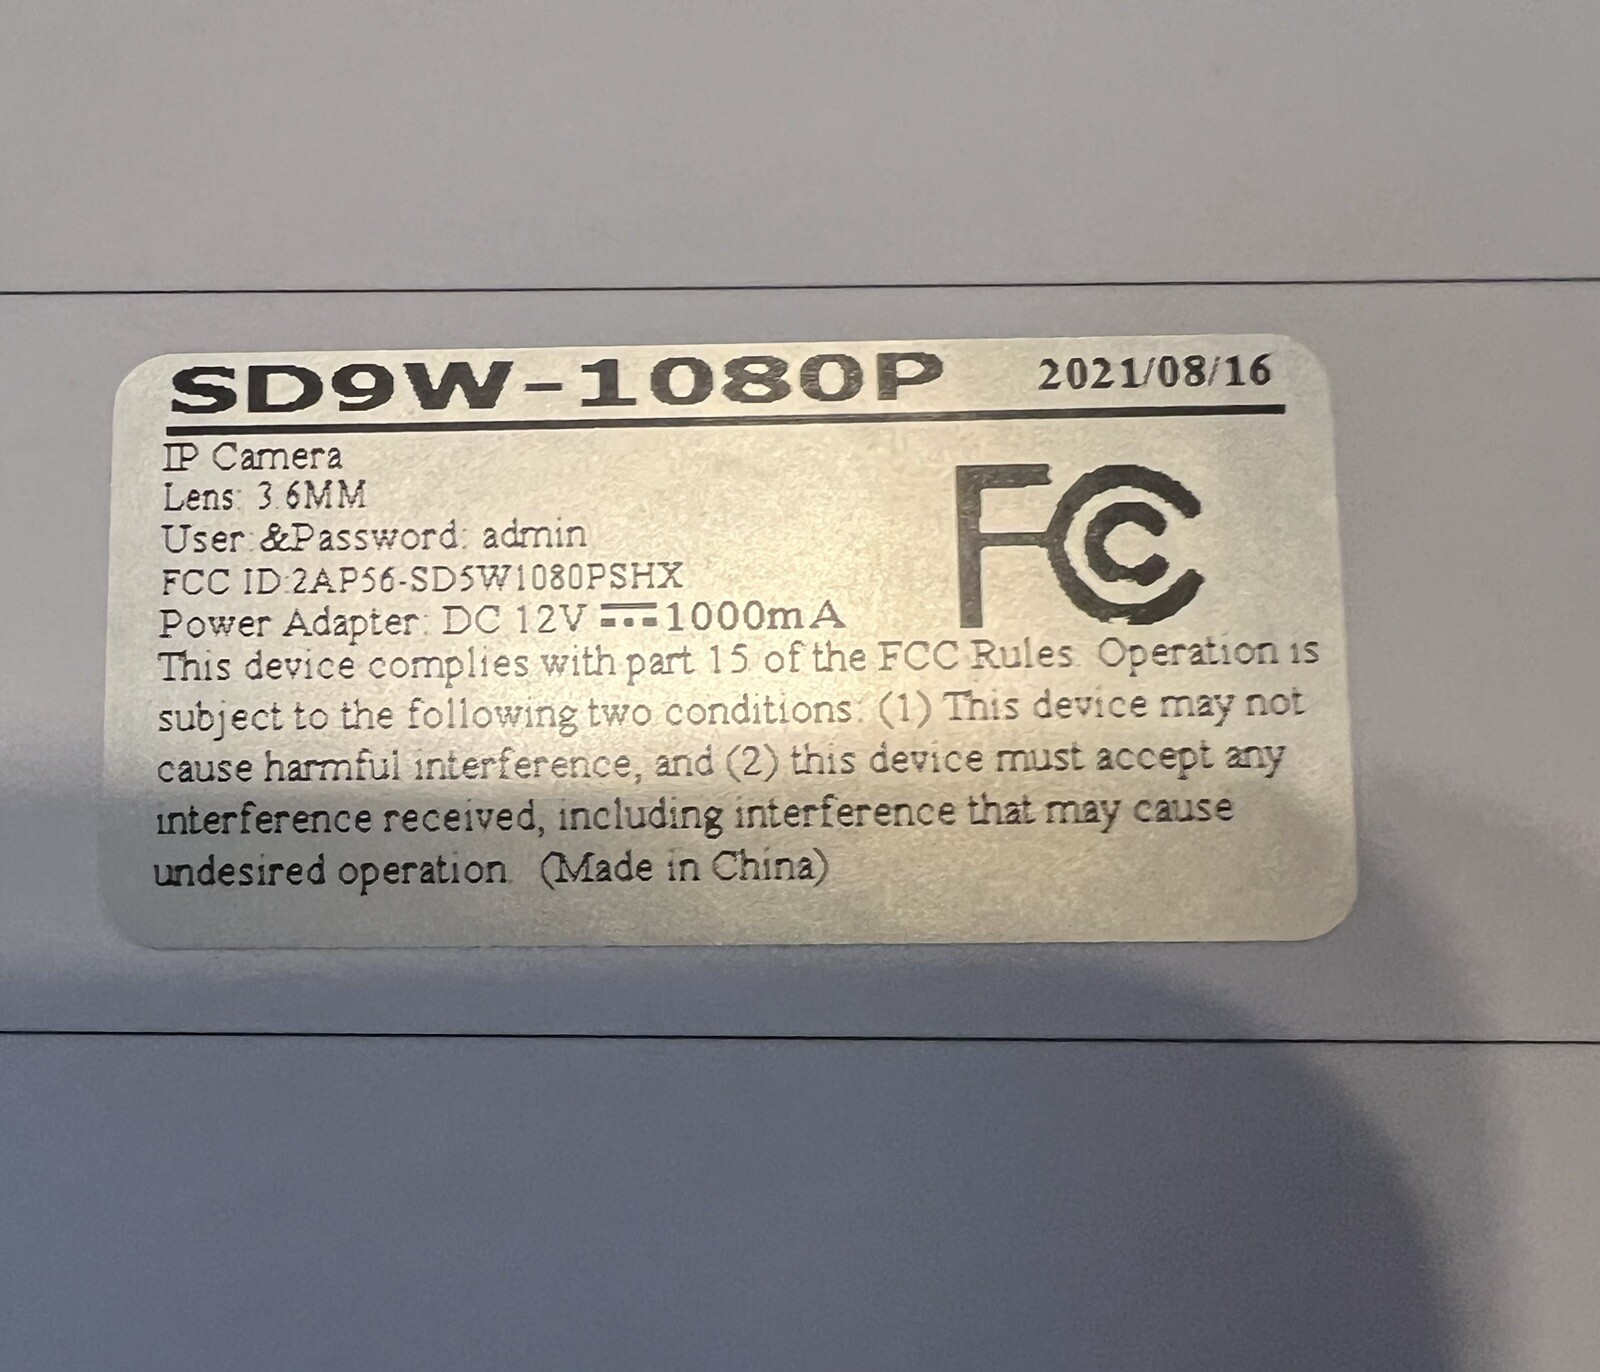 SD9W-1080P 2021/08/16
IP Camera
Lens: 3.6MM
User:&Password: admin
FCC ID:2AP56-SD5W1080PSHX
Power Adapter: DC 12V ⎓1000mA
FC
This device complies with part 15 of the FCC Rules. Operation is
subject to the following two conditions: (1) This device may not
cause harmful interference, and (2) this device must accept any
interference received, including interference that may cause
undesired operation. (Made in China)